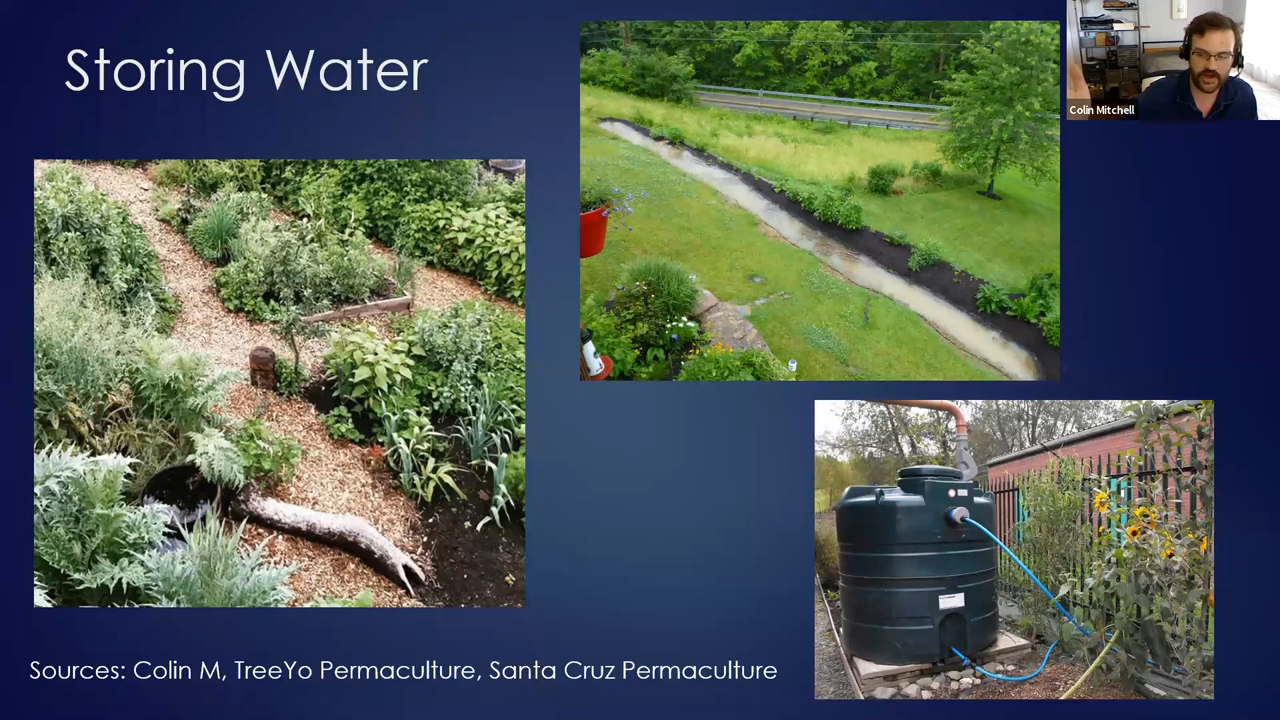 Storing Water
Colin Mitchell
Sources: Colin M, TreeYo Permaculture, Santa Cruz Permaculture